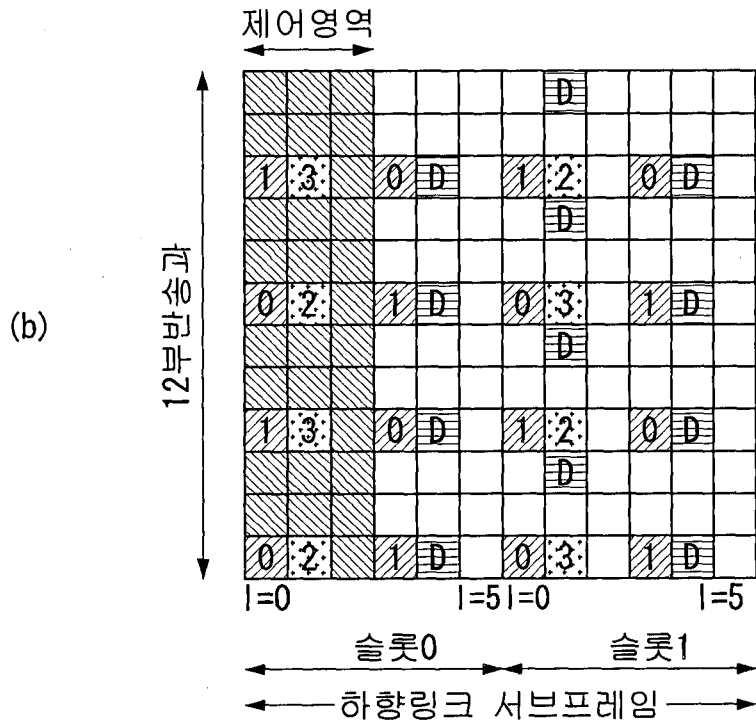 제어영역
D
1 3 0 D 1 2 0 D
D
(b)
12부반송파
0 2 1 D 0 3 1 D
D
1 3 0 D 1 2 0 D
D
0 2 1 D 0 3 1 D
l=0 l=5 l=0 l=5
슬롯0 슬롯1
하향링크 서브프레임